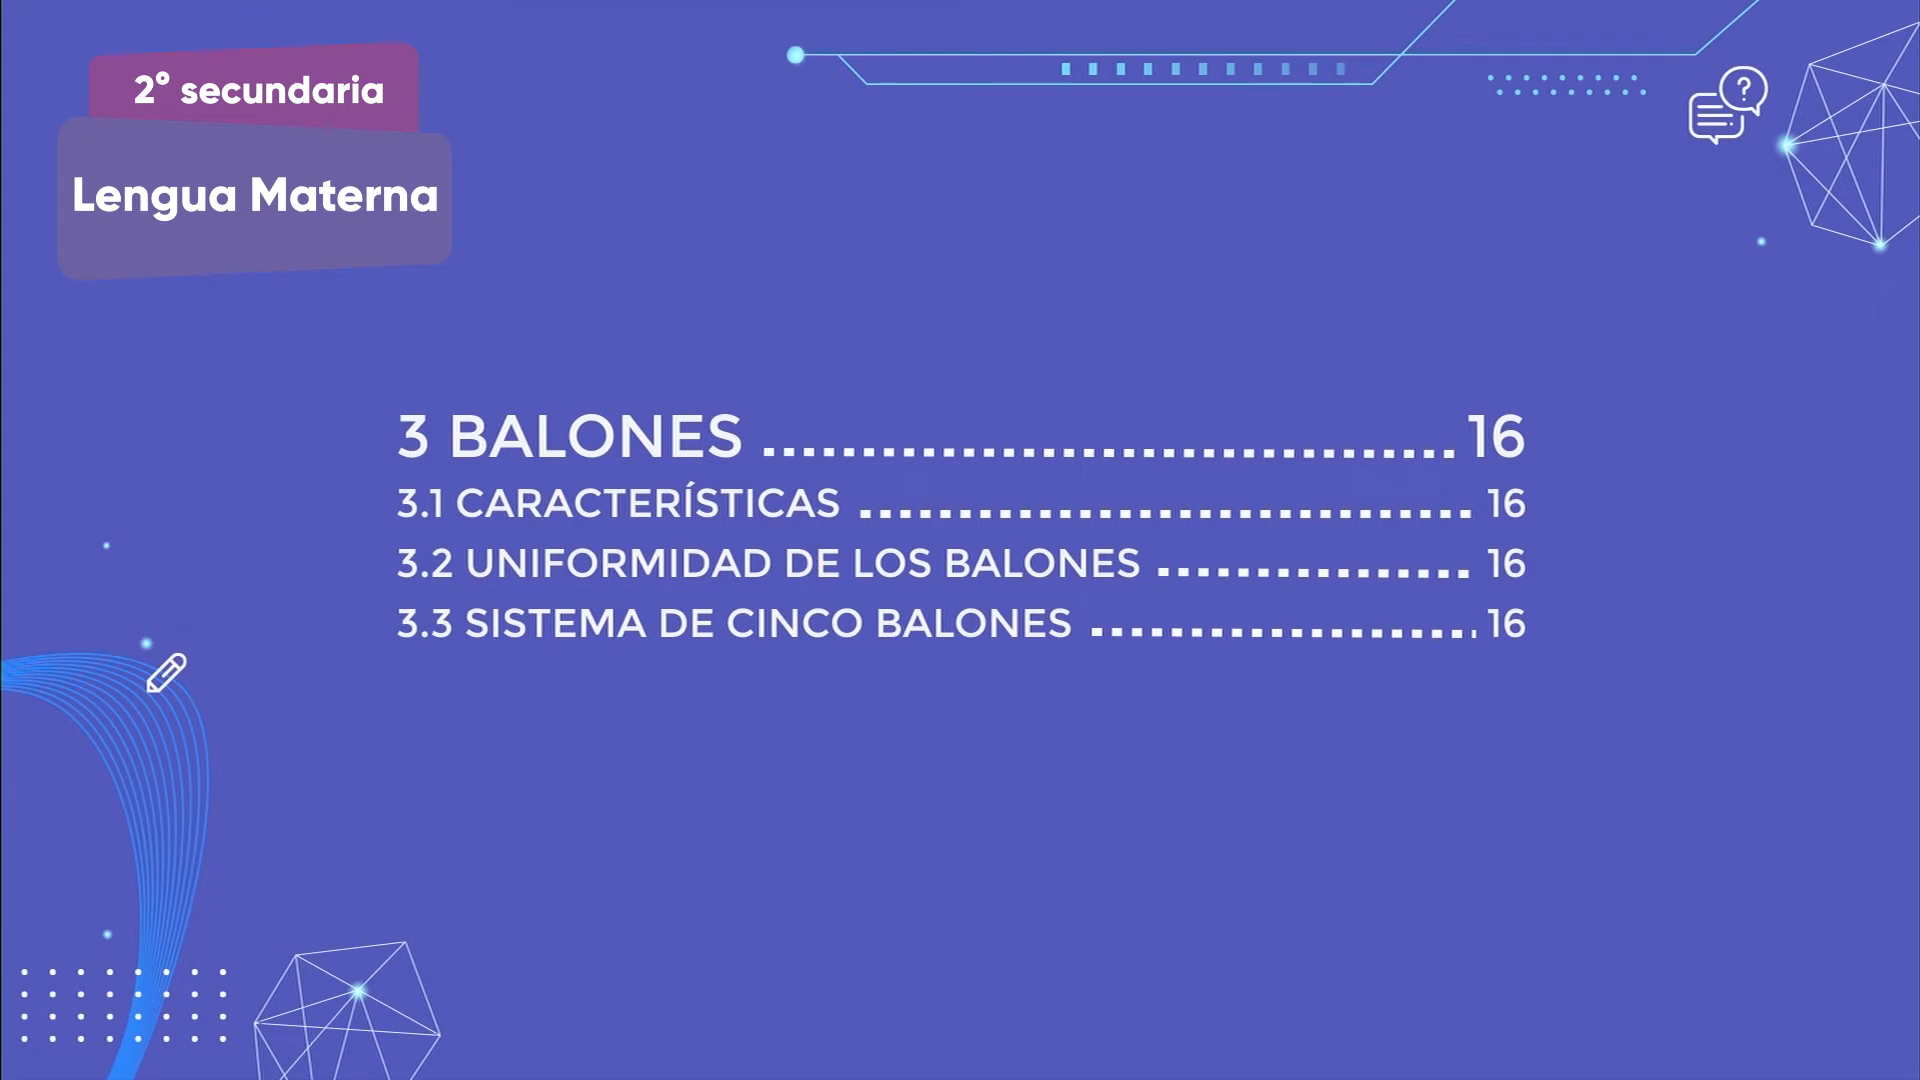 2° secundaria
Lengua Materna
3 BALONES ................................... 16
3.1 CARACTERÍSTICAS ............................... 16
3.2 UNIFORMIDAD DE LOS BALONES ................ 16
3.3 SISTEMA DE CINCO BALONES .................... 16